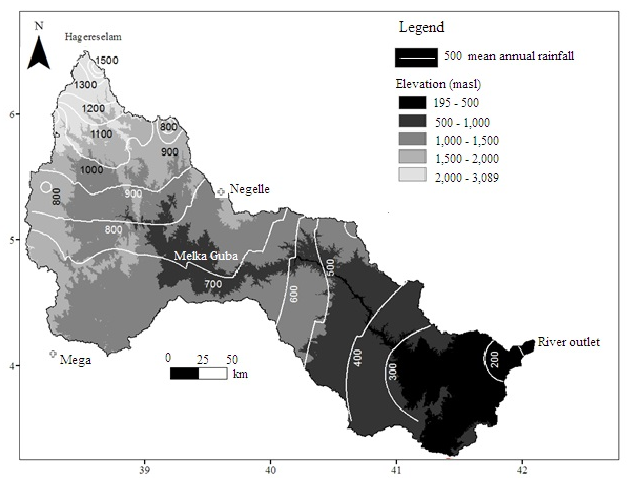 N
Hagereselam
Legend
500 mean annual rainfall
Elevation (masl)
195 - 500
500 - 1,000
1,000 - 1,500
1,500 - 2,000
2,000 - 3,089
1500
1300
1200
1100
1000
800
900
800
900
800
Negelle
Melka Guba
700
600
500
400
300
200
River outlet
Mega
0 25 50
km
6
5
4
39 40 41 42